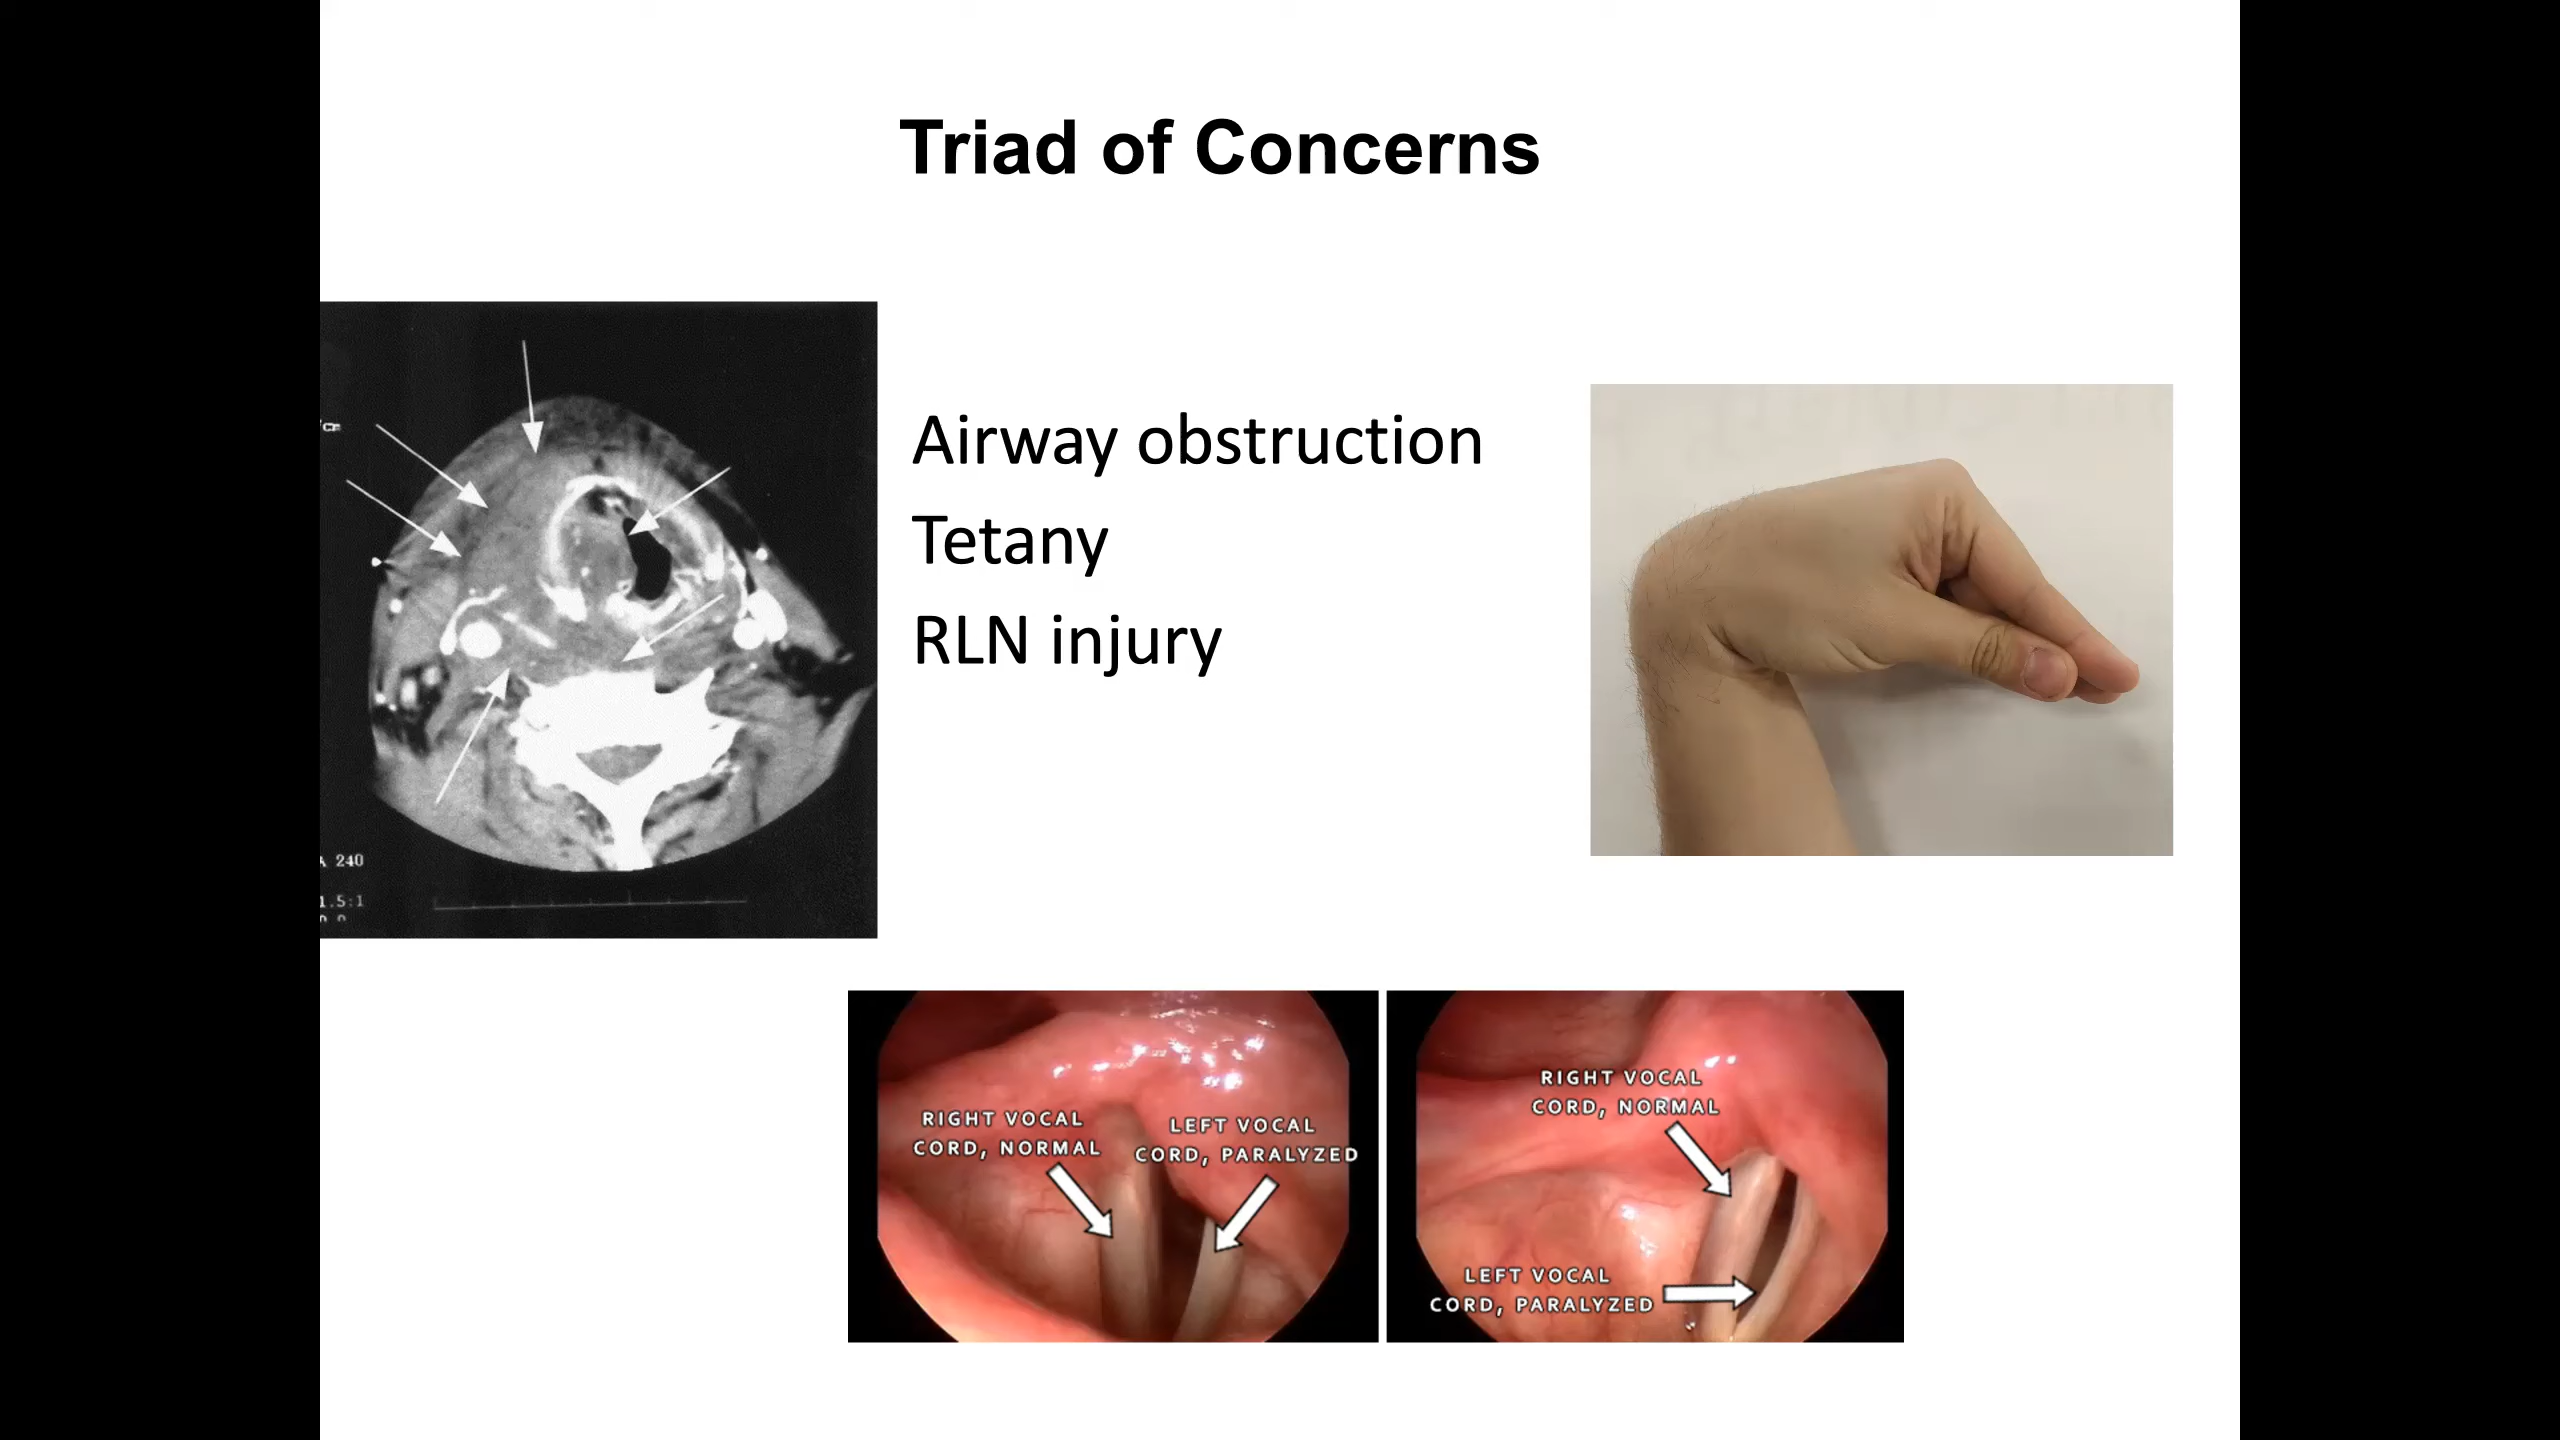 Triad of Concerns
Airway obstruction
Tetany
RLN injury
A 240
1.5:1
RIGHT VOCAL
CORD, NORMAL
LEFT VOCAL
CORD, PARALYZED
RIGHT VOCAL
CORD, NORMAL
LEFT VOCAL
CORD, PARALYZED